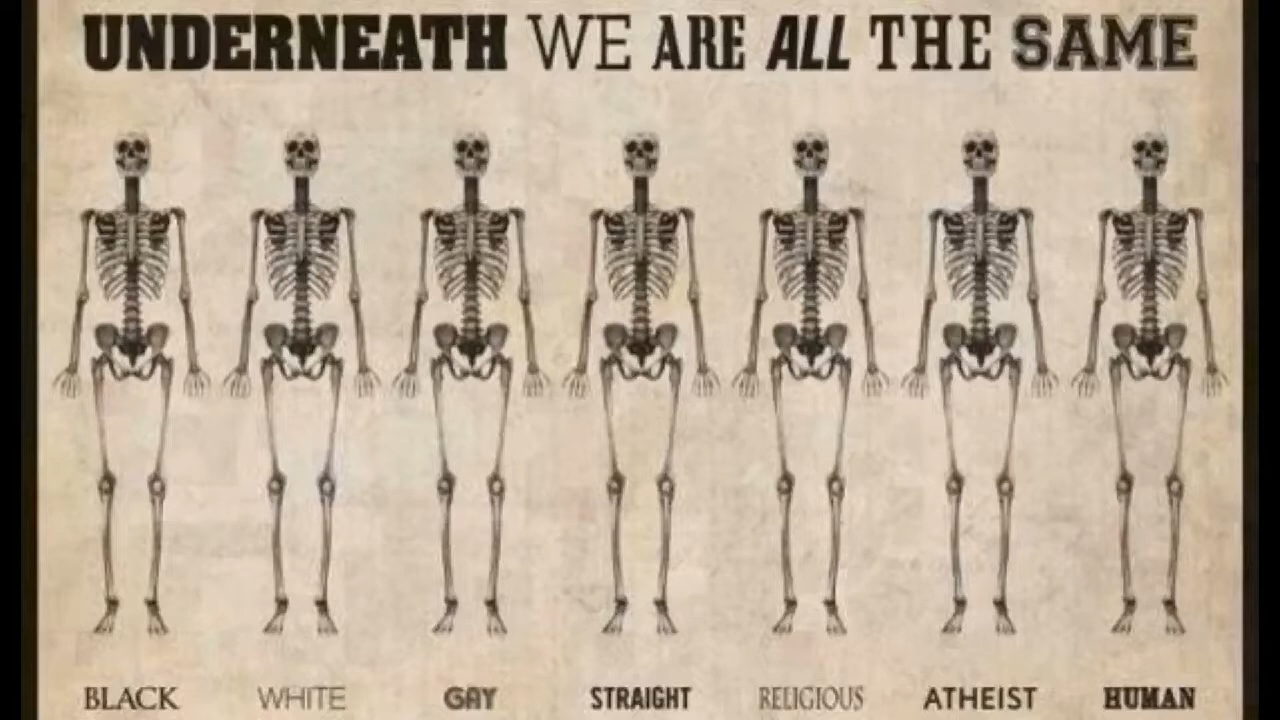 UNDERNEATH WE ARE ALL THE SAME
BLACK WHITE GAY STRAIGHT RELIGIOUS ATHEIST HUMAN